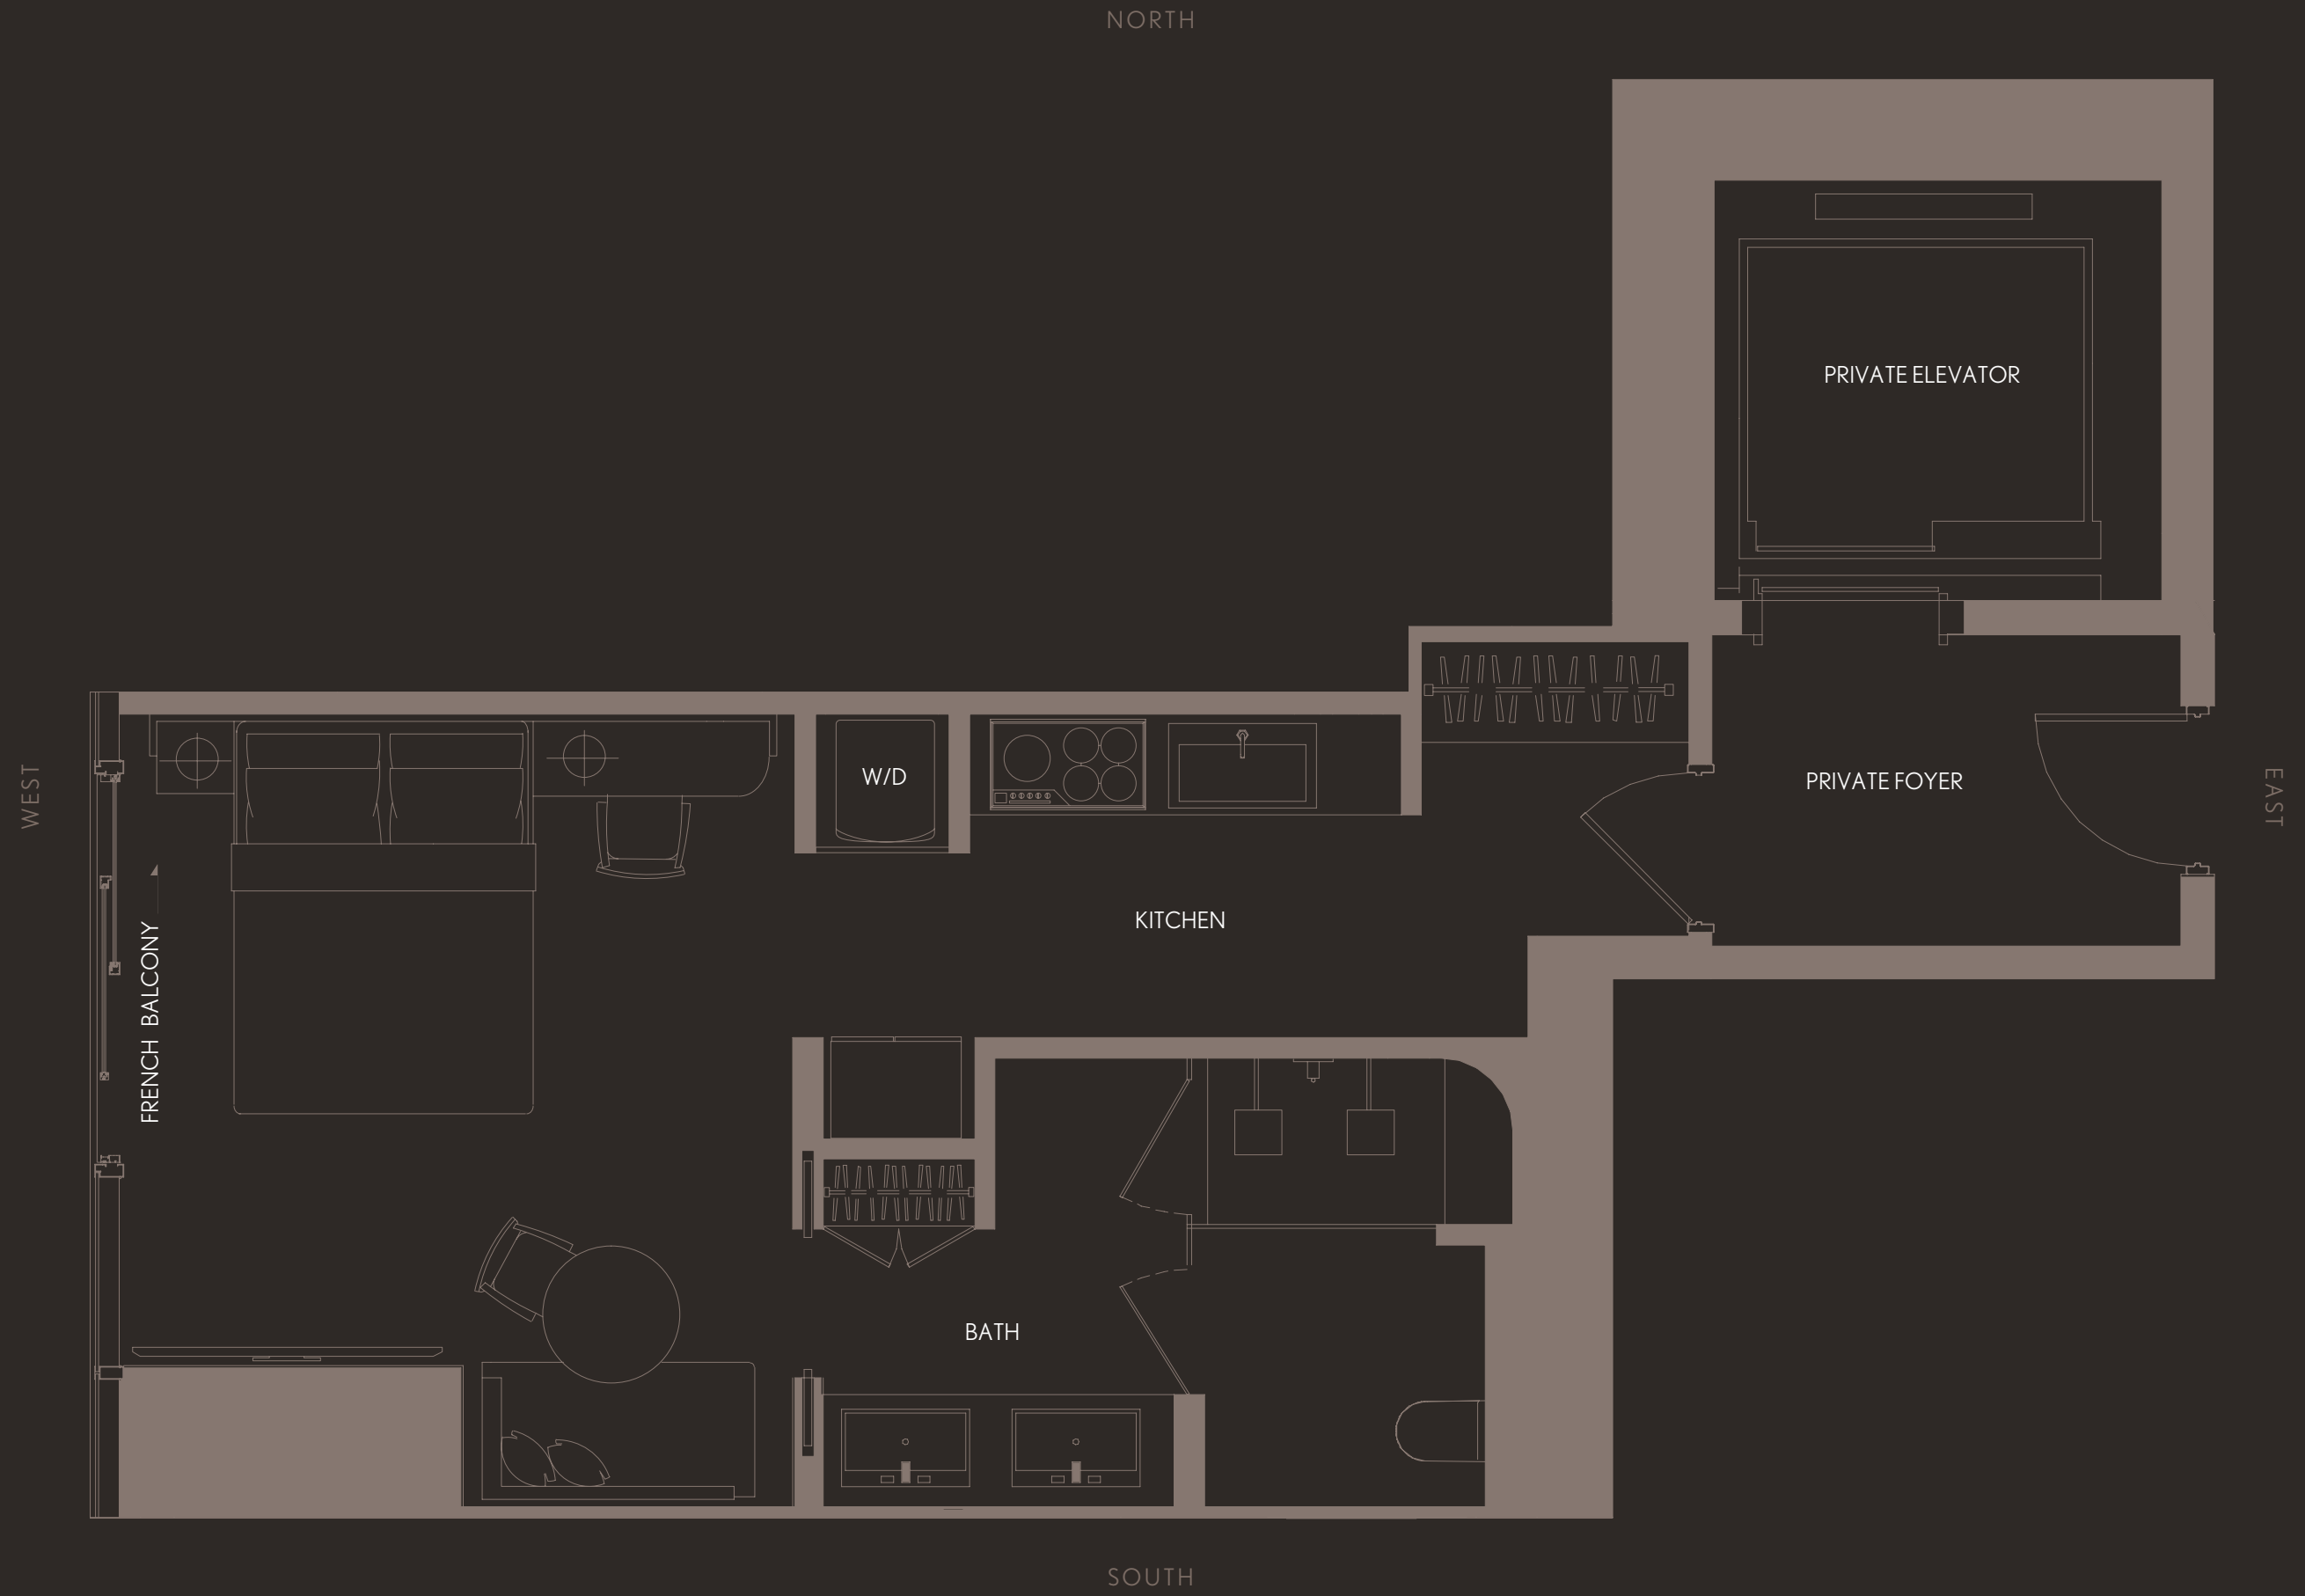 NORTH
PRIVATE ELEVATOR
W/D
PRIVATE FOYER
WEST
EAST
KITCHEN
FRENCH BALCONY
BATH
SOUTH